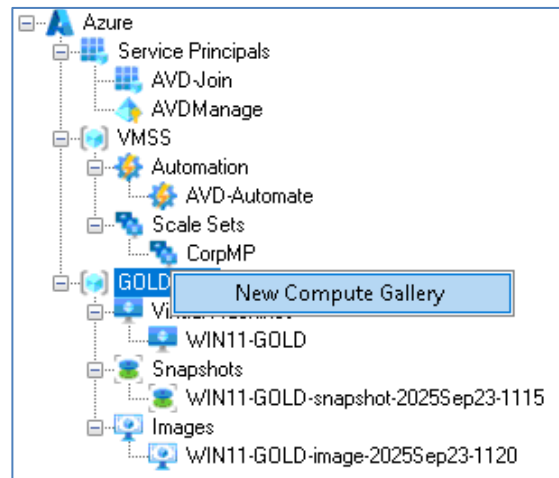 Azure
Service Principals
AVD-Join
AVDManage
VMSS
Automation
AVD-Automate
Scale Sets
CorpMP
GOLD
New Compute Gallery
WIN11-GOLD
Snapshots
WIN11-GOLD-snapshot-2025Sep23-1115
Images
WIN11-GOLD-image-2025Sep23-1120